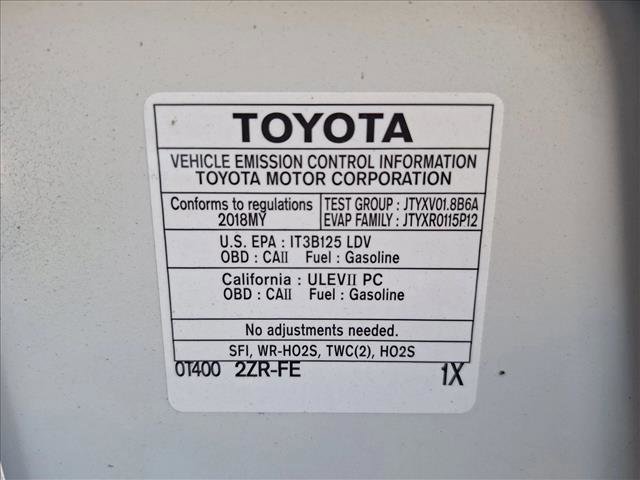 TOYOTA
VEHICLE EMISSION CONTROL INFORMATION
TOYOTA MOTOR CORPORATION
Conforms to regulations
2018MY
TEST GROUP : JTYXV01.8B6A
EVAP FAMILY : JTYXR0115P12
U.S. EPA : IT3B125 LDV
OBD : CAII Fuel : Gasoline
California : ULEVII PC
OBD : CAII Fuel : Gasoline
No adjustments needed.
SFI, WR-HO2S, TWC(2), HO2S
0T400 2ZR-FE 1X